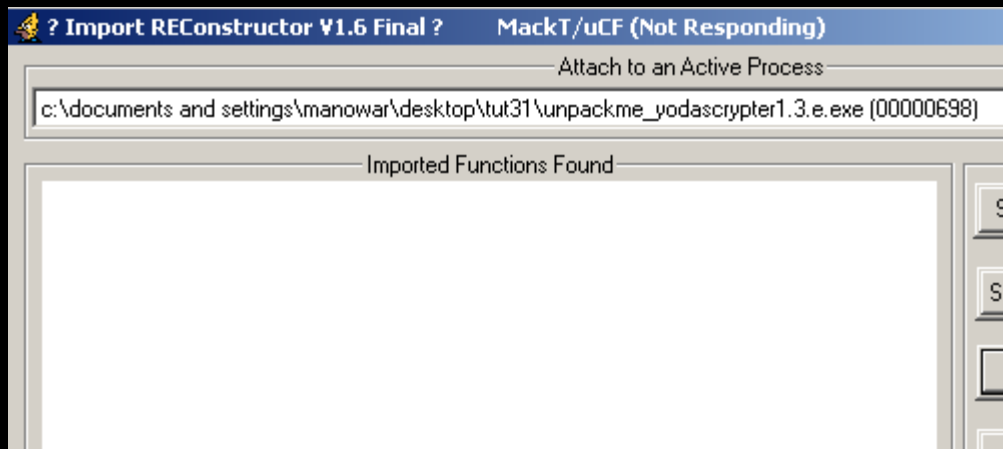 ? Import REConstructor V1.6 Final ? MackT/uCF (Not Responding)
Attach to an Active Process
c:\documents and settings\manowar\desktop\tut31\unpackme_yodascrypter1.3.e.exe (00000698)
Imported Functions Found
S
S